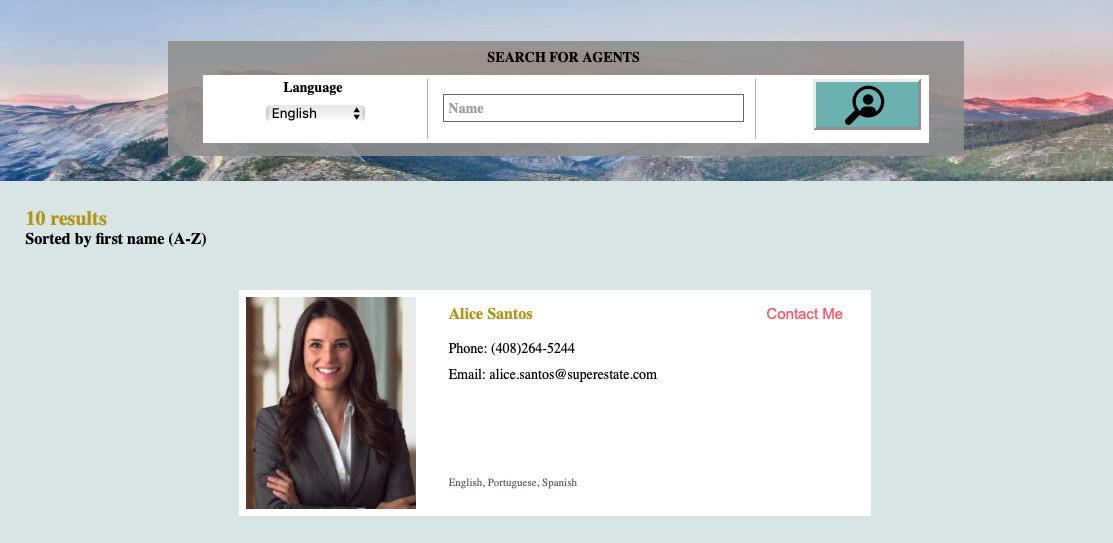 SEARCH FOR AGENTS
Language
English
Name
10 results
Sorted by first name (A-Z)
Alice Santos
Contact Me
Phone: (408)264-5244
Email: alice.santos@superestate.com
English, Portuguese, Spanish